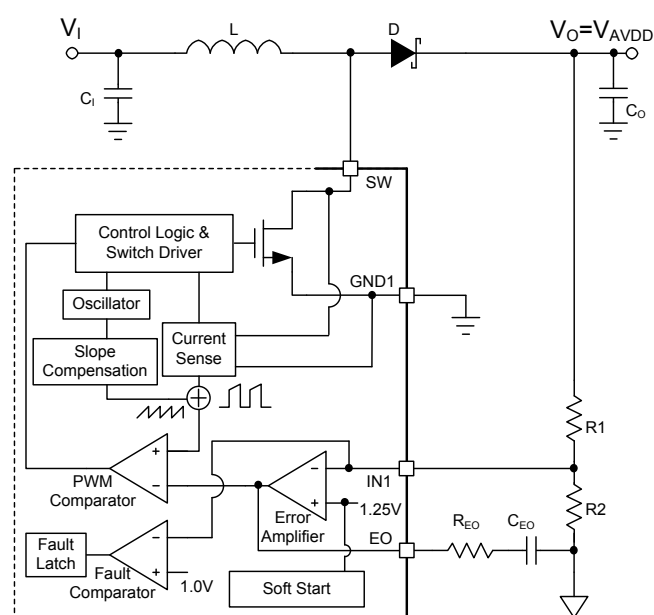 V_I
L
D
V_O=V_AVDD
C_I
C_O
SW
Control Logic &
Switch Driver
GND1
Oscillator
Slope
Compensation
Current
Sense
+
R1
+
−
PWM
Comparator
−
+
IN1
1.25V
Error
Amplifier
R2
EO
R_EO
C_EO
Fault
Latch
−
+
Fault
Comparator
1.0V
Soft Start